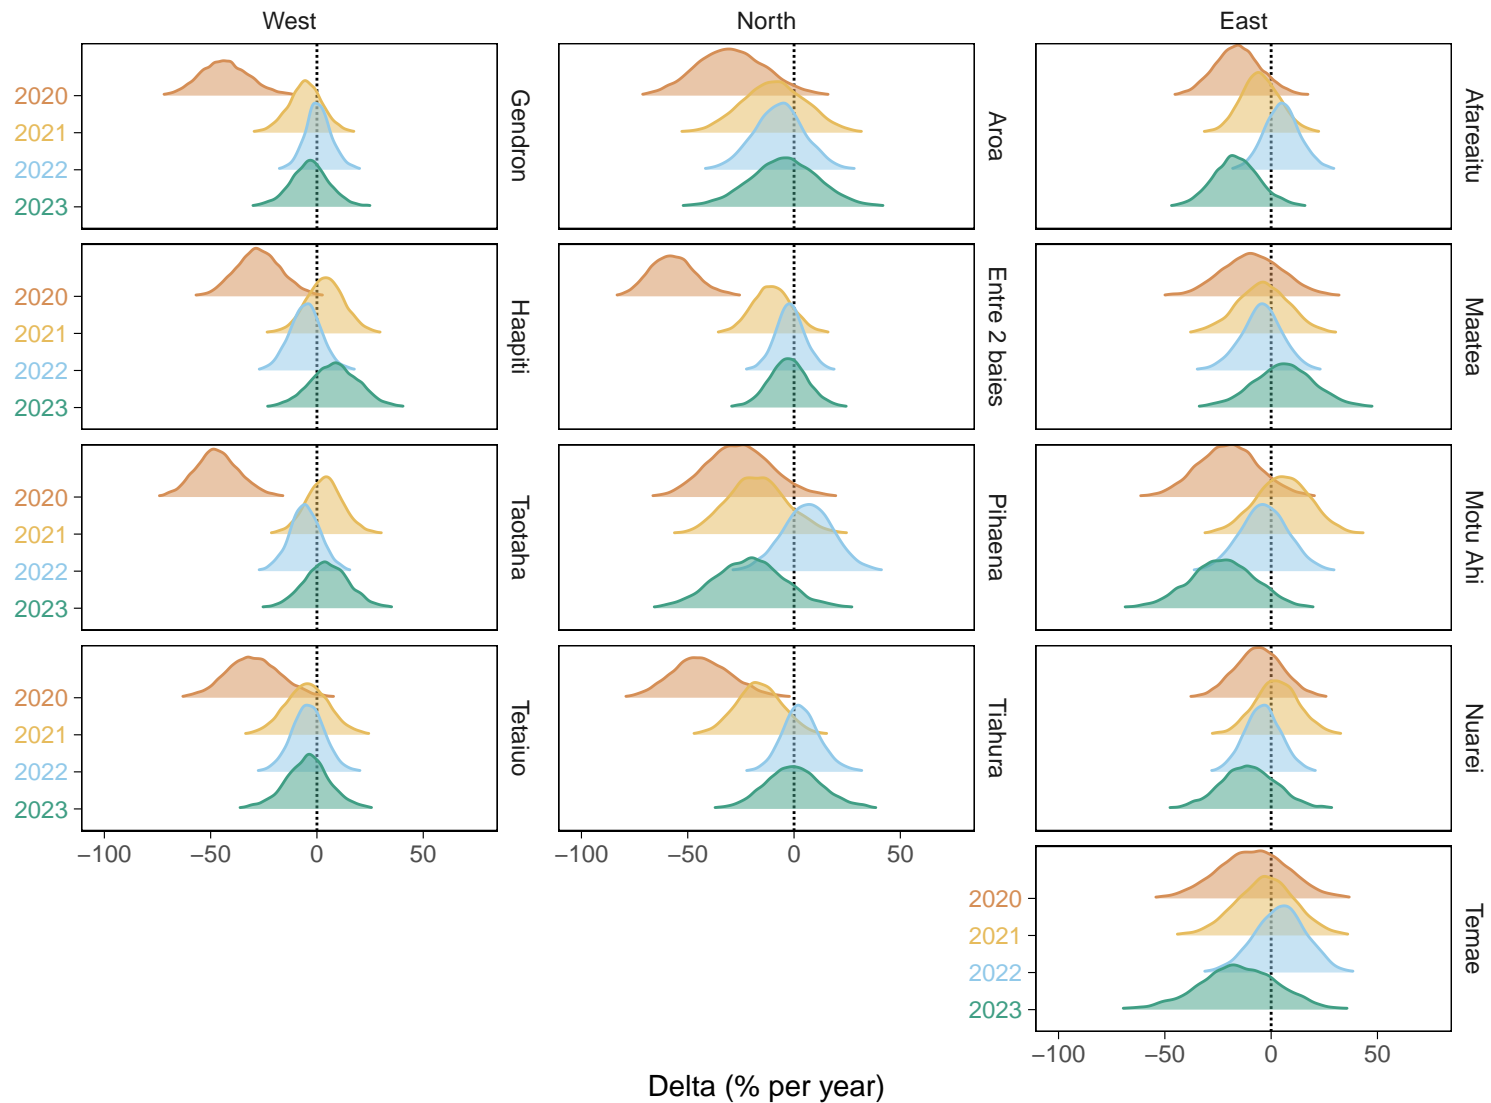 West
North
East
2020
2021
2022
2023
Gendron
Aroa
Afareaitu
2020
2021
2022
2023
Haapiti
Entre 2 baies
Maatea
2020
2021
2022
2023
Taotaha
Pihaena
Motu Ahi
2020
2021
2022
2023
Tetaiuo
Tiahura
Nuarei
−100 −50 0 50
−100 −50 0 50
2020
2021
2022
2023
Temae
−100 −50 0 50
Delta (% per year)